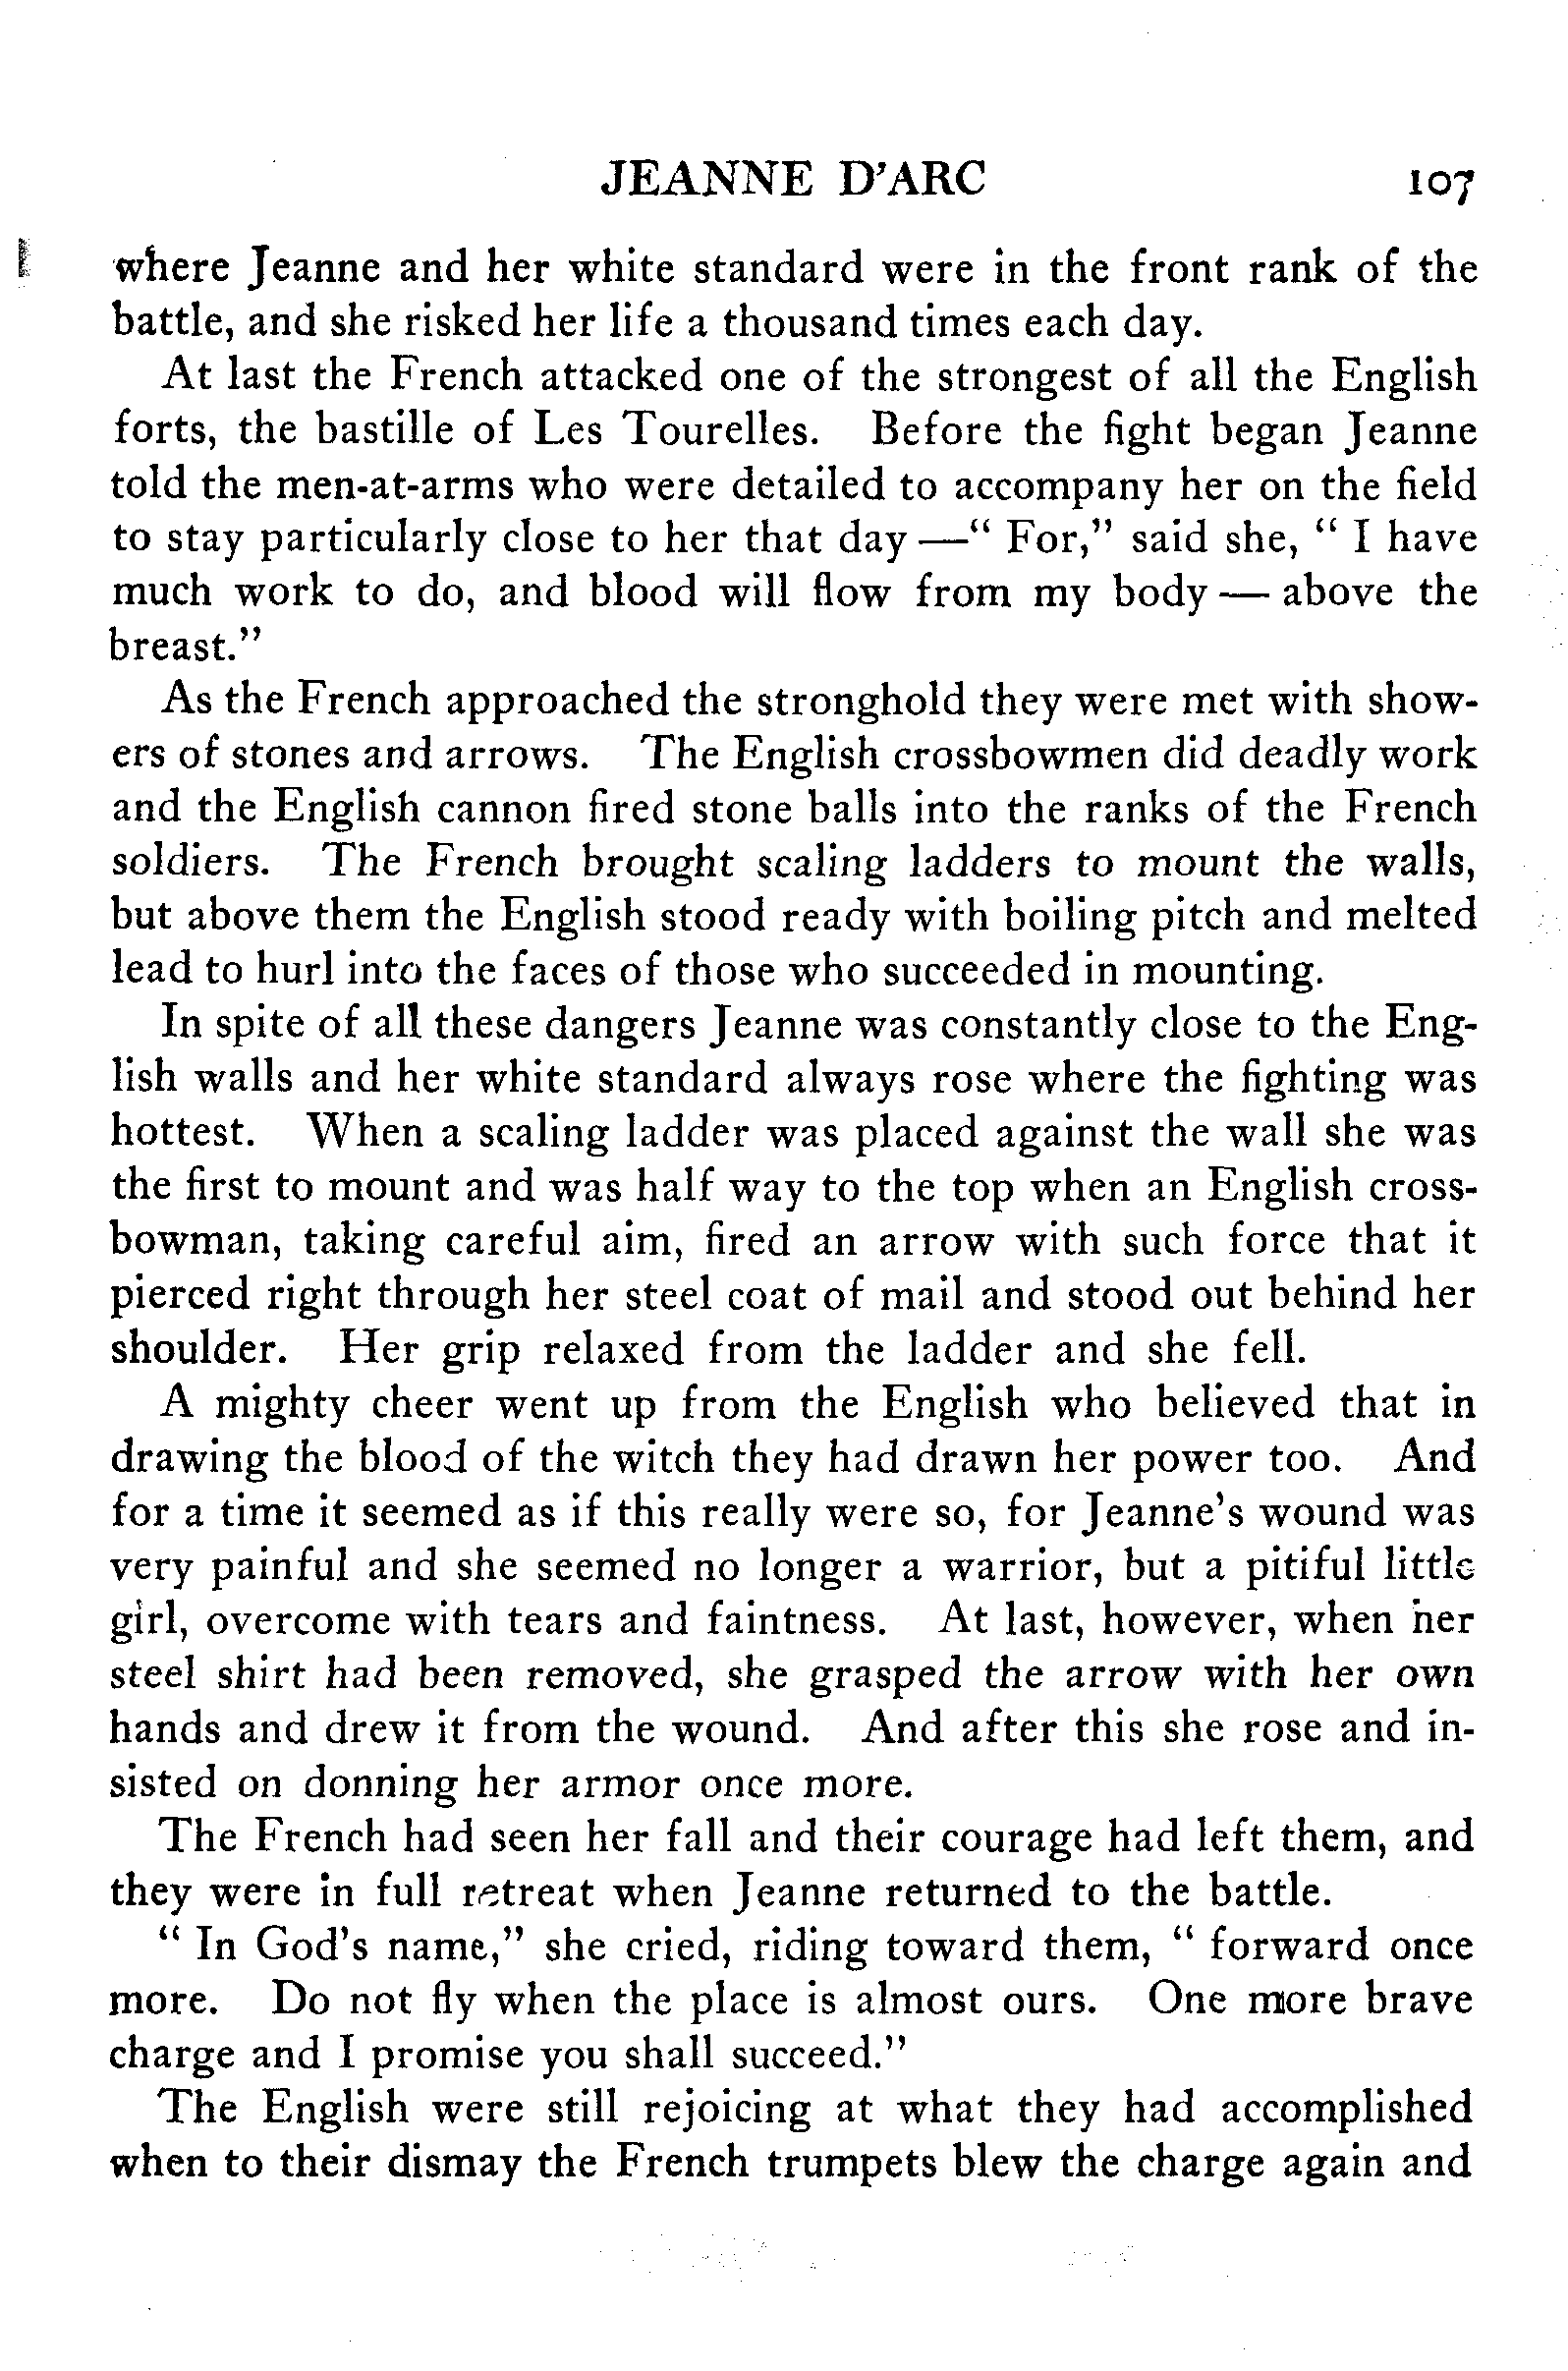 JEANNE D'ARC 107
where Jeanne and her white standard were in the front rank of the
battle, and she risked her life a thousand times each day.
At last the French attacked one of the strongest of all the English
forts, the bastille of Les Tourelles. Before the fight began Jeanne
told the men-at-arms who were detailed to accompany her on the field
to stay particularly close to her that day —" For," said she, " I have
much work to do, and blood will flow from my body — above the
breast."
As the French approached the stronghold they were met with show-
ers of stones and arrows. The English crossbowmen did deadly work
and the English cannon fired stone balls into the ranks of the French
soldiers. The French brought scaling ladders to mount the walls,
but above them the English stood ready with boiling pitch and melted
lead to hurl into the faces of those who succeeded in mounting.
In spite of all these dangers Jeanne was constantly close to the Eng-
lish walls and her white standard always rose where the fighting was
hottest. When a scaling ladder was placed against the wall she was
the first to mount and was half way to the top when an English cross-
bowman, taking careful aim, fired an arrow with such force that it
pierced right through her steel coat of mail and stood out behind her
shoulder. Her grip relaxed from the ladder and she fell.
A mighty cheer went up from the English who believed that in
drawing the blood of the witch they had drawn her power too. And
for a time it seemed as if this really were so, for Jeanne's wound was
very painful and she seemed no longer a warrior, but a pitiful little
girl, overcome with tears and faintness. At last, however, when her
steel shirt had been removed, she grasped the arrow with her own
hands and drew it from the wound. And after this she rose and in-
sisted on donning her armor once more.
The French had seen her fall and their courage had left them, and
they were in full retreat when Jeanne returned to the battle.
" In God's name," she cried, riding toward them, " forward once
more. Do not fly when the place is almost ours. One more brave
charge and I promise you shall succeed."
The English were still rejoicing at what they had accomplished
when to their dismay the French trumpets blew the charge again and